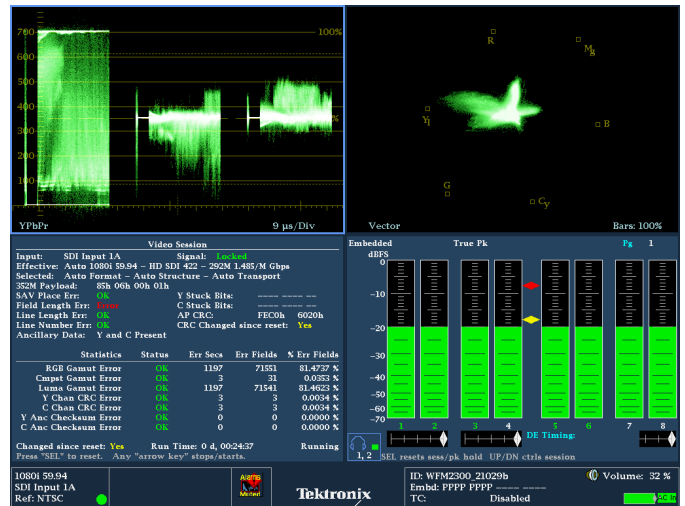 700
600
500
400
300
200
100
100%
%
YPbPr
9 µs/Div
R
Mg
YI
B
G
Cy
Vector
Bars: 100%
Video Session
Input: SDI Input 1A Signal: Locked
Effective: Auto 1080i 59.94 – HD SDI 422 – 292M 1.485/M Gbps
Selected: Auto Format – Auto Structure – Auto Transport
352M Payload: 85h 06h 00h 01h
SAV Place Err: OK Y Stuck Bits: ---- ---- -- --
Field Length Err: Error C Stuck Bits: ---- ---- -- --
Line Length Err: OK AP CRC: FEC0h 6020h
Line Number Err: OK CRC Changed since reset: Yes
Ancillary Data: Y and C Present
Statistics Status Err Secs Err Fields % Err Fields
RGB Gamut Error OK 1197 71551 81.4737 %
Cmpst Gamut Error OK 3 31 0.0353 %
Luma Gamut Error OK 1197 71541 81.4623 %
Y Chan CRC Error OK 3 3 0.0034 %
C Chan CRC Error OK 3 3 0.0034 %
Y Anc Checksum Error OK 0 0 0.0000 %
C Anc Checksum Error OK 0 0 0.0000 %
Changed since reset: Yes Run Time: 0 d, 00:24:37 Running
Press "SEL" to reset. Any "arrow key" stops/starts.
Embedded True Pk Pg 1
dBFS
0
-10
-20
-30
-40
-50
-60
-70
1 2 3 4 5 6 7 8
DE Timing:
1, 2
SEL resets sess/pk hold UP/DN ctrls session
1080i 59.94
SDI Input 1A
Ref: NTSC
Alarms
Muted
Tektronix
ID: WFM2300_21029b
Volume: 32 %
Embd: PPPP PPPP ---- ----
TC: Disabled
AC In